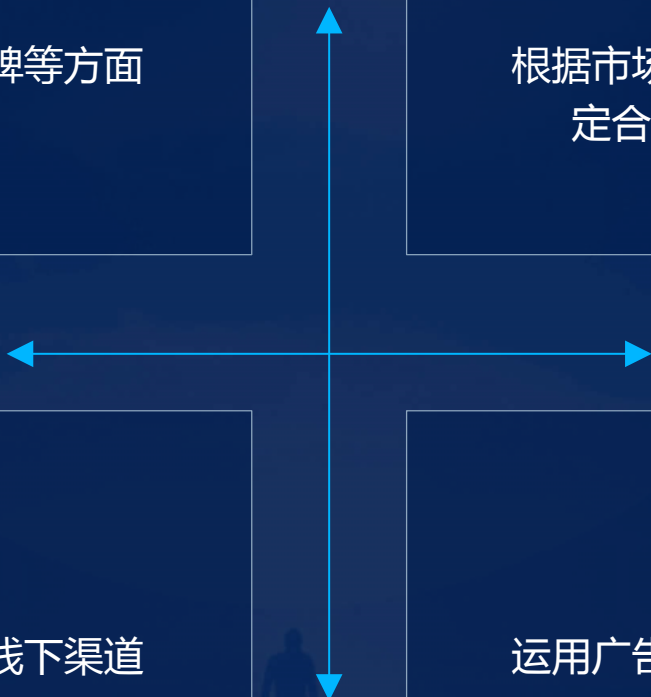 牌等方面
根据市场
定合
线下渠道
运用广告